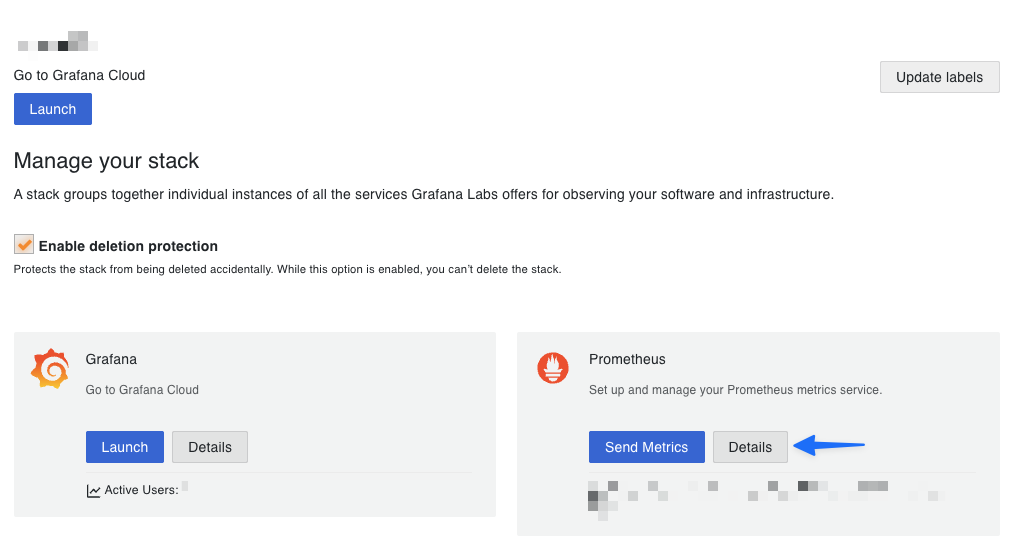 Go to Grafana Cloud
Update labels
Launch
Manage your stack
A stack groups together individual instances of all the services Grafana Labs offers for observing your software and infrastructure.
Enable deletion protection
Protects the stack from being deleted accidentally. While this option is enabled, you can't delete the stack.
Grafana
Go to Grafana Cloud
Launch
Details
Active Users:
Prometheus
Set up and manage your Prometheus metrics service.
Send Metrics
Details